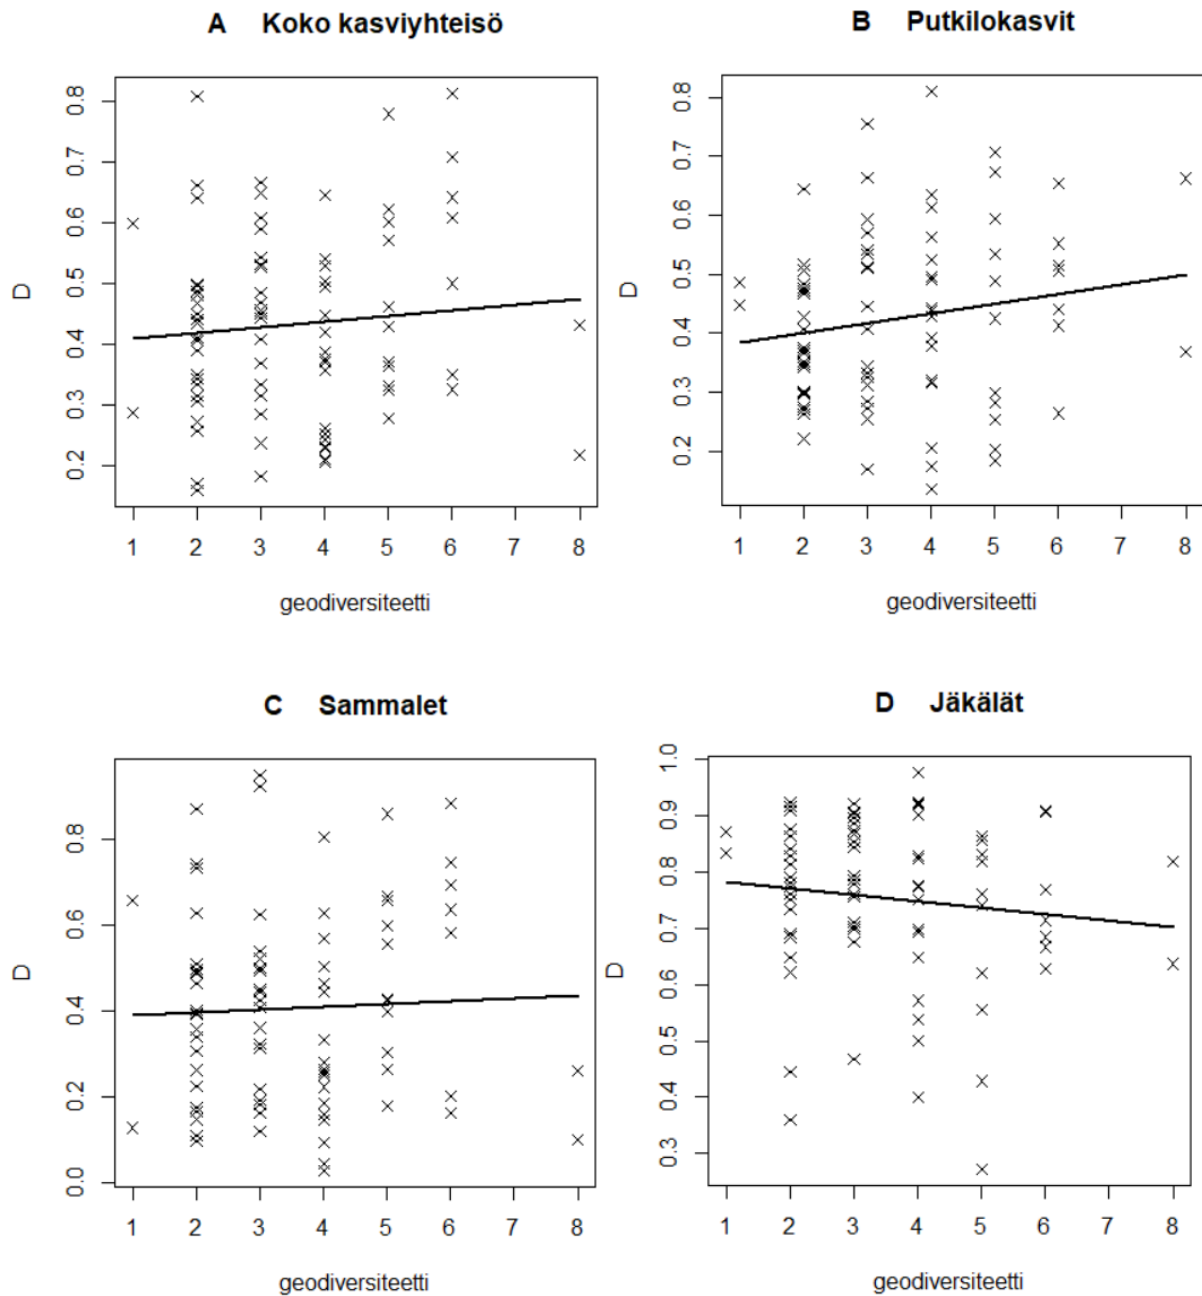 A Koko kasviyhteisö
D
0.8
0.7
0.6
0.5
0.4
0.3
0.2
1 2 3 4 5 6 7 8
geodiversiteetti
B Putkilokasvit
D
0.8
0.7
0.6
0.5
0.4
0.3
0.2
1 2 3 4 5 6 7 8
geodiversiteetti
C Sammalet
D
0.8
0.6
0.4
0.2
0.0
1 2 3 4 5 6 7 8
geodiversiteetti
D Jäkälät
D
1.0
0.9
0.8
0.7
0.6
0.5
0.4
0.3
1 2 3 4 5 6 7 8
geodiversiteetti